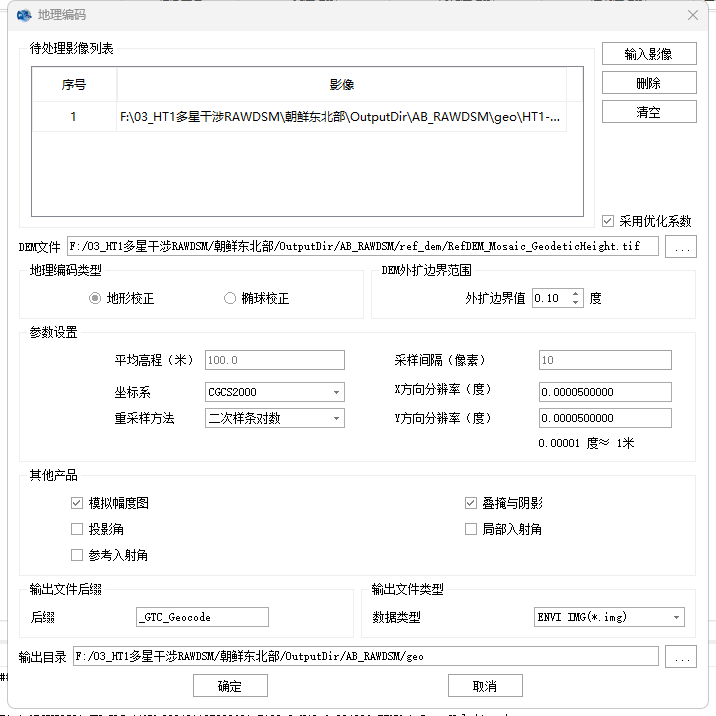 地理编码
待处理影像列表
序号 影像
1 F:\03_HT1多星干涉RAWDSM\朝鲜东北部\OutputDir\AB_RAWDSM\geo\HT1-...
输入影像
删除
清空
采用优化系数
DEM文件 F:/03_HT1多星干涉RAWDSM/朝鲜东北部/OutputDir/AB_RAWDSM/ref_dem/RefDEM_Mosaic_GeodeticHeight.tif ...
地理编码类型
地形校正 椭球校正
DEM外扩边界范围
外扩边界值 0.10 度
参数设置
平均高程（米） 100.0 采样间隔（像素） 10
坐标系 CGCS2000 X方向分辨率（度） 0.0000500000
重采样方法 二次样条对数 Y方向分辨率（度） 0.0000500000
0.00001 度≈ 1米
其他产品
模拟幅度图 叠掩与阴影
投影角 局部入射角
参考入射角
输出文件后缀
后缀 _GTC_Geocode
输出文件类型
数据类型 ENVI IMG(*.img)
输出目录 F:/03_HT1多星干涉RAWDSM/朝鲜东北部/OutputDir/AB_RAWDSM/geo ...
确定 取消